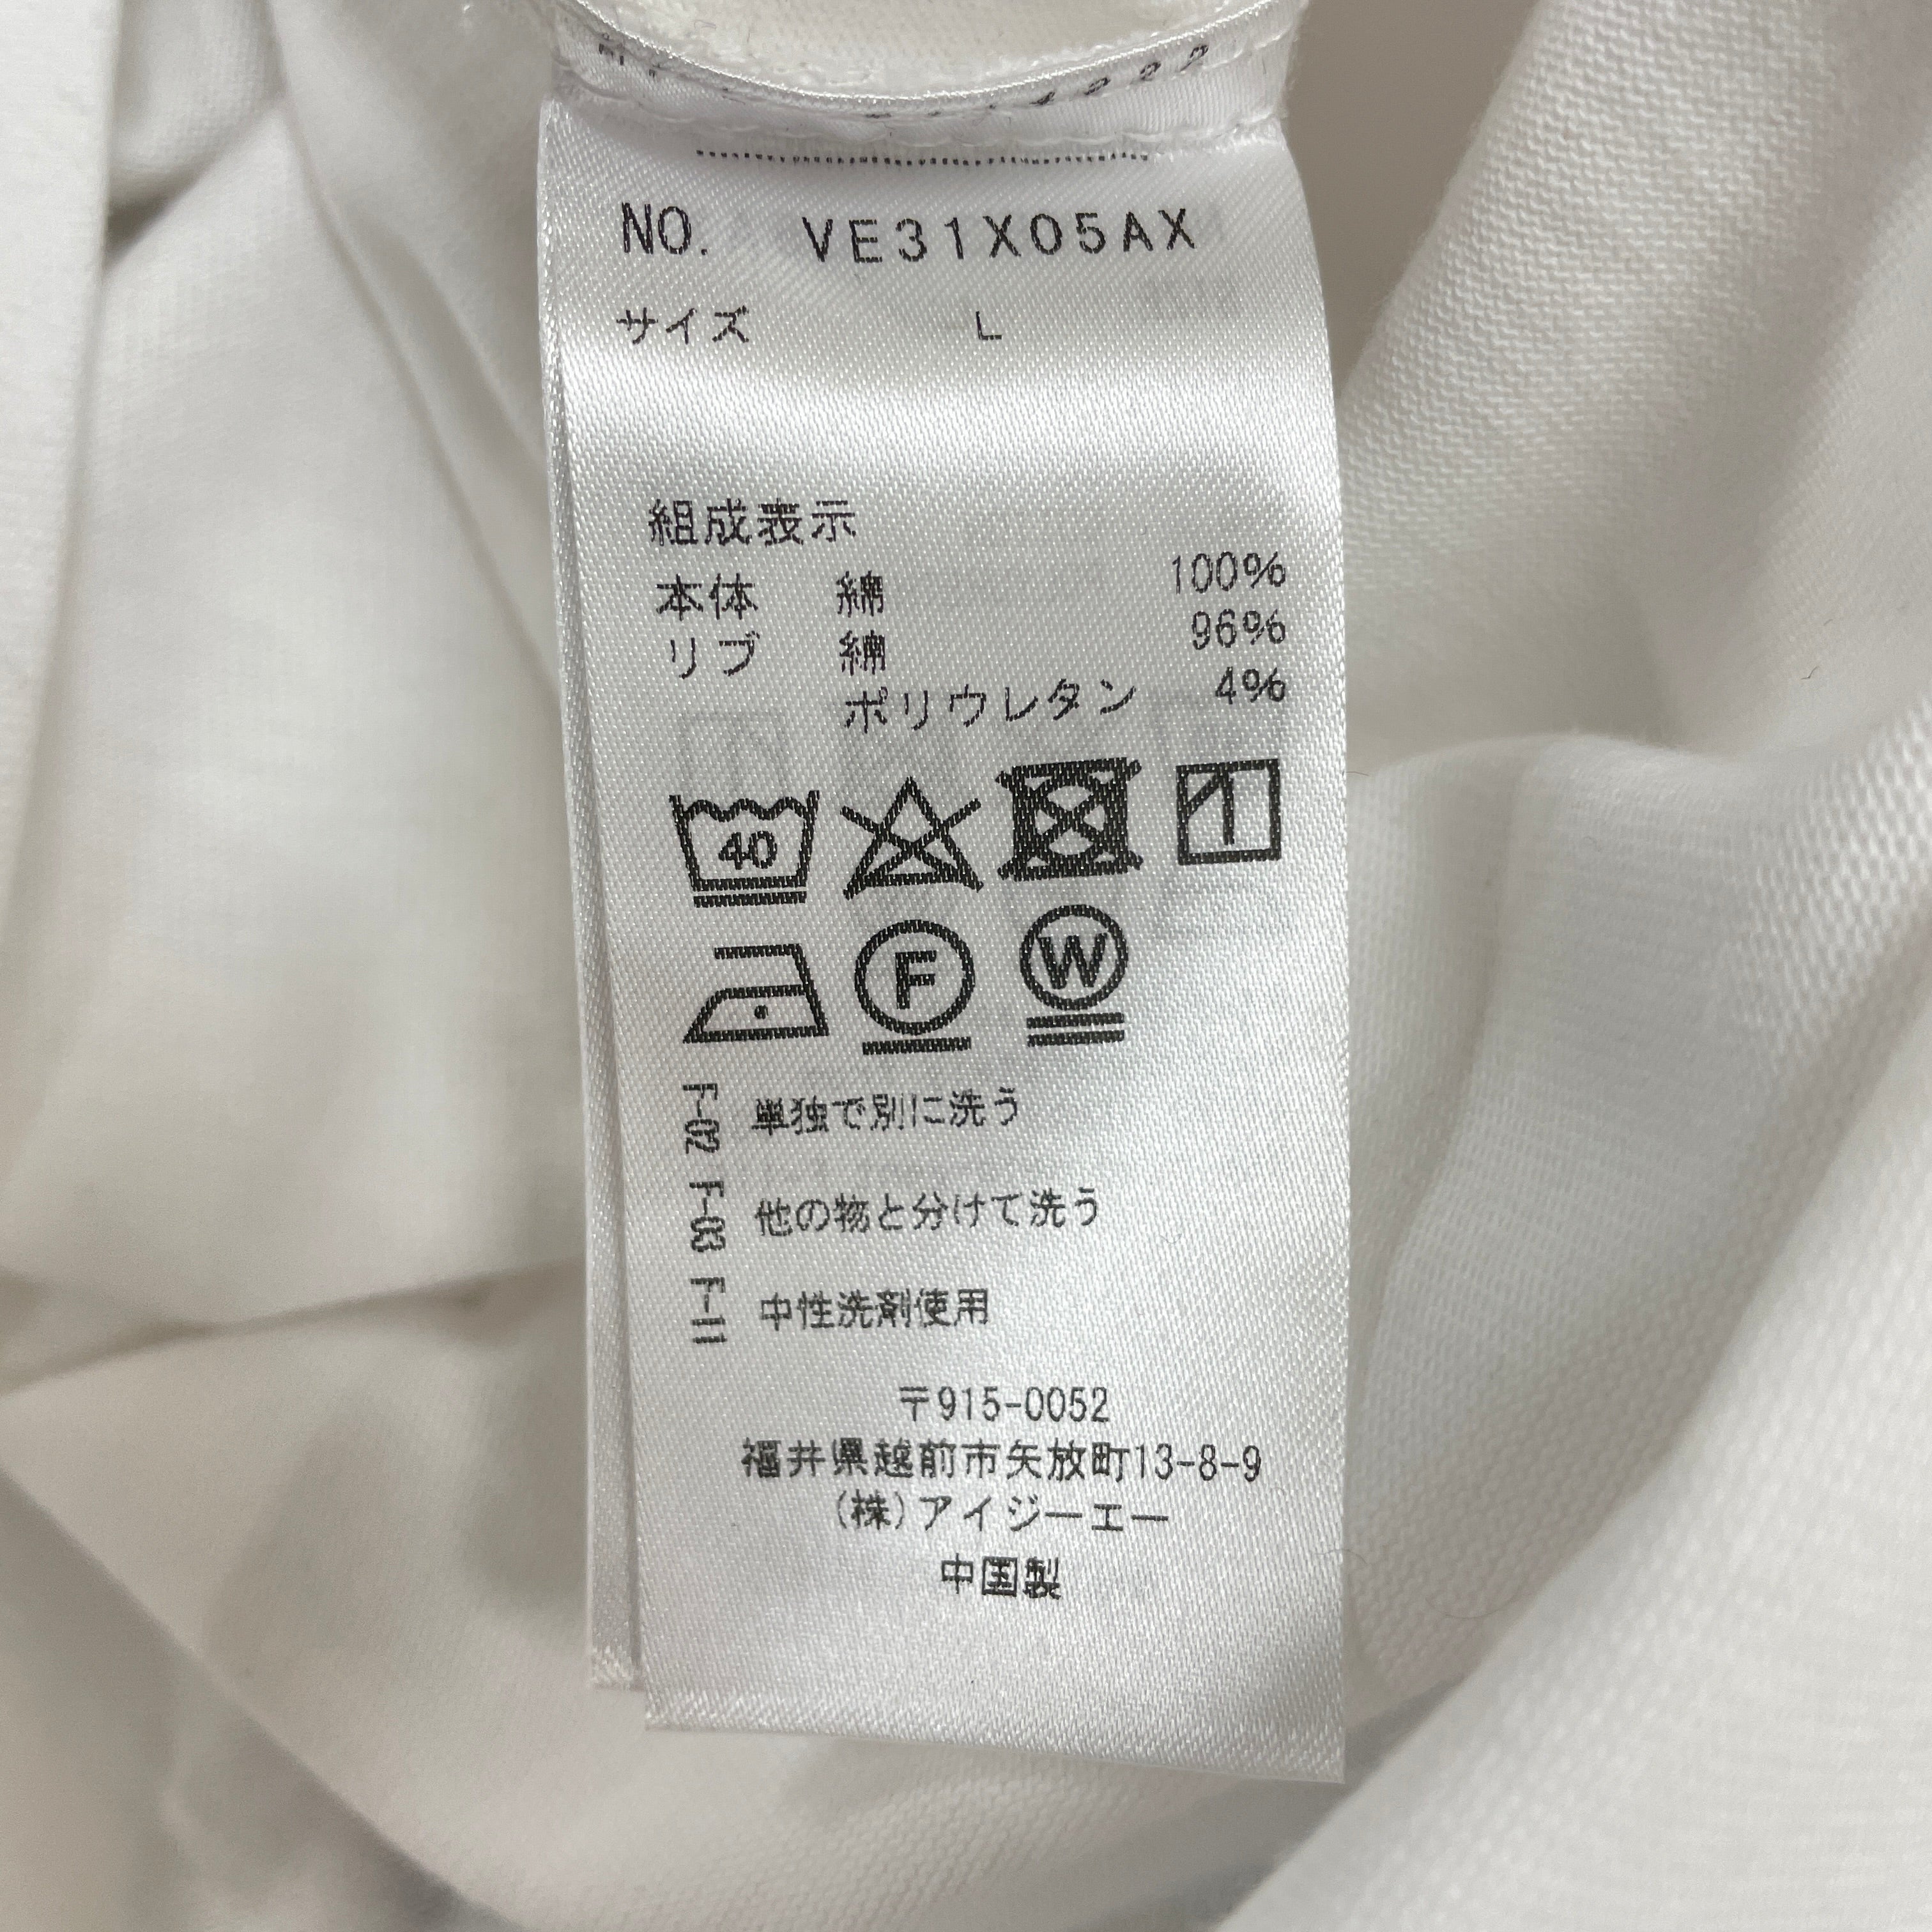 NO. VE31X05AX
サイズ L
組成表示
本体 綿 100%
リブ 綿 96%
ポリウレタン 4%
40
F
W
F-02 単独で別に洗う
F-03 他の物と分けて洗う
F-11 中性洗剤使用
〒915-0052
福井県越前市矢放町13-8-9
(株)アイジーエー
中国製